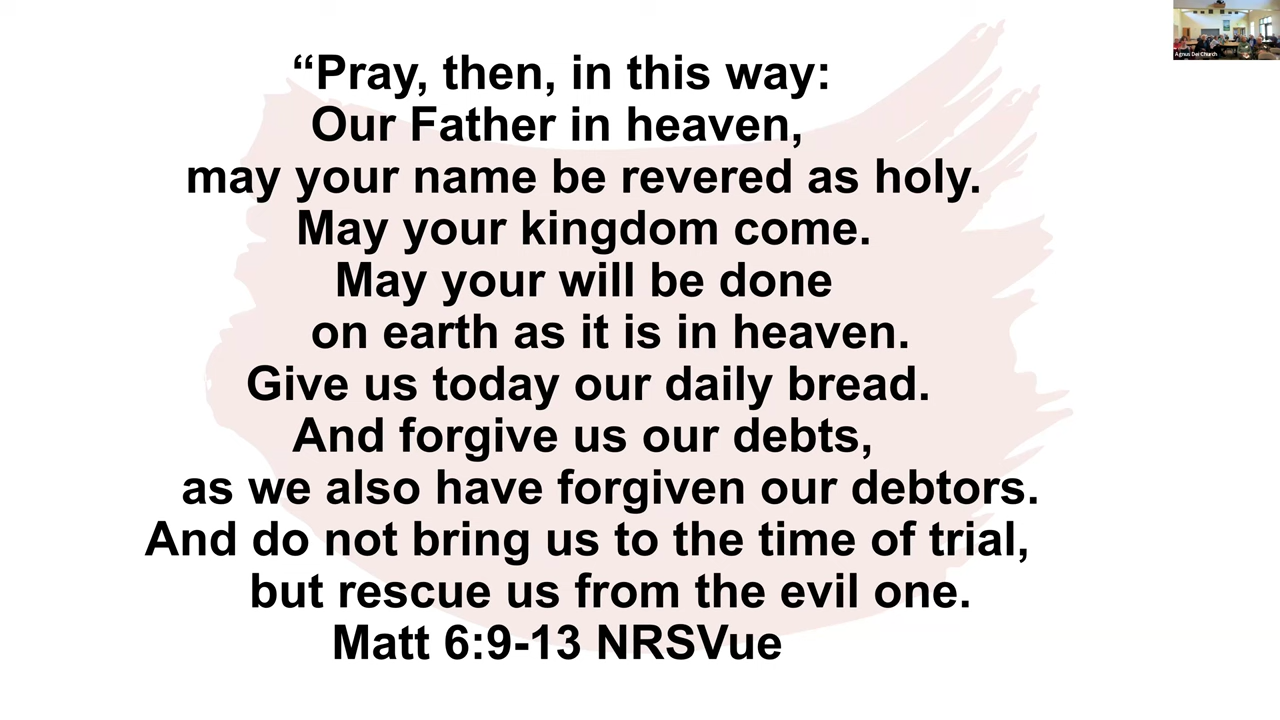 “Pray, then, in this way:
Our Father in heaven,
may your name be revered as holy.
May your kingdom come.
May your will be done
on earth as it is in heaven.
Give us today our daily bread.
And forgive us our debts,
as we also have forgiven our debtors.
And do not bring us to the time of trial,
but rescue us from the evil one.
Matt 6:9-13 NRSVue
Agnus Dei Church